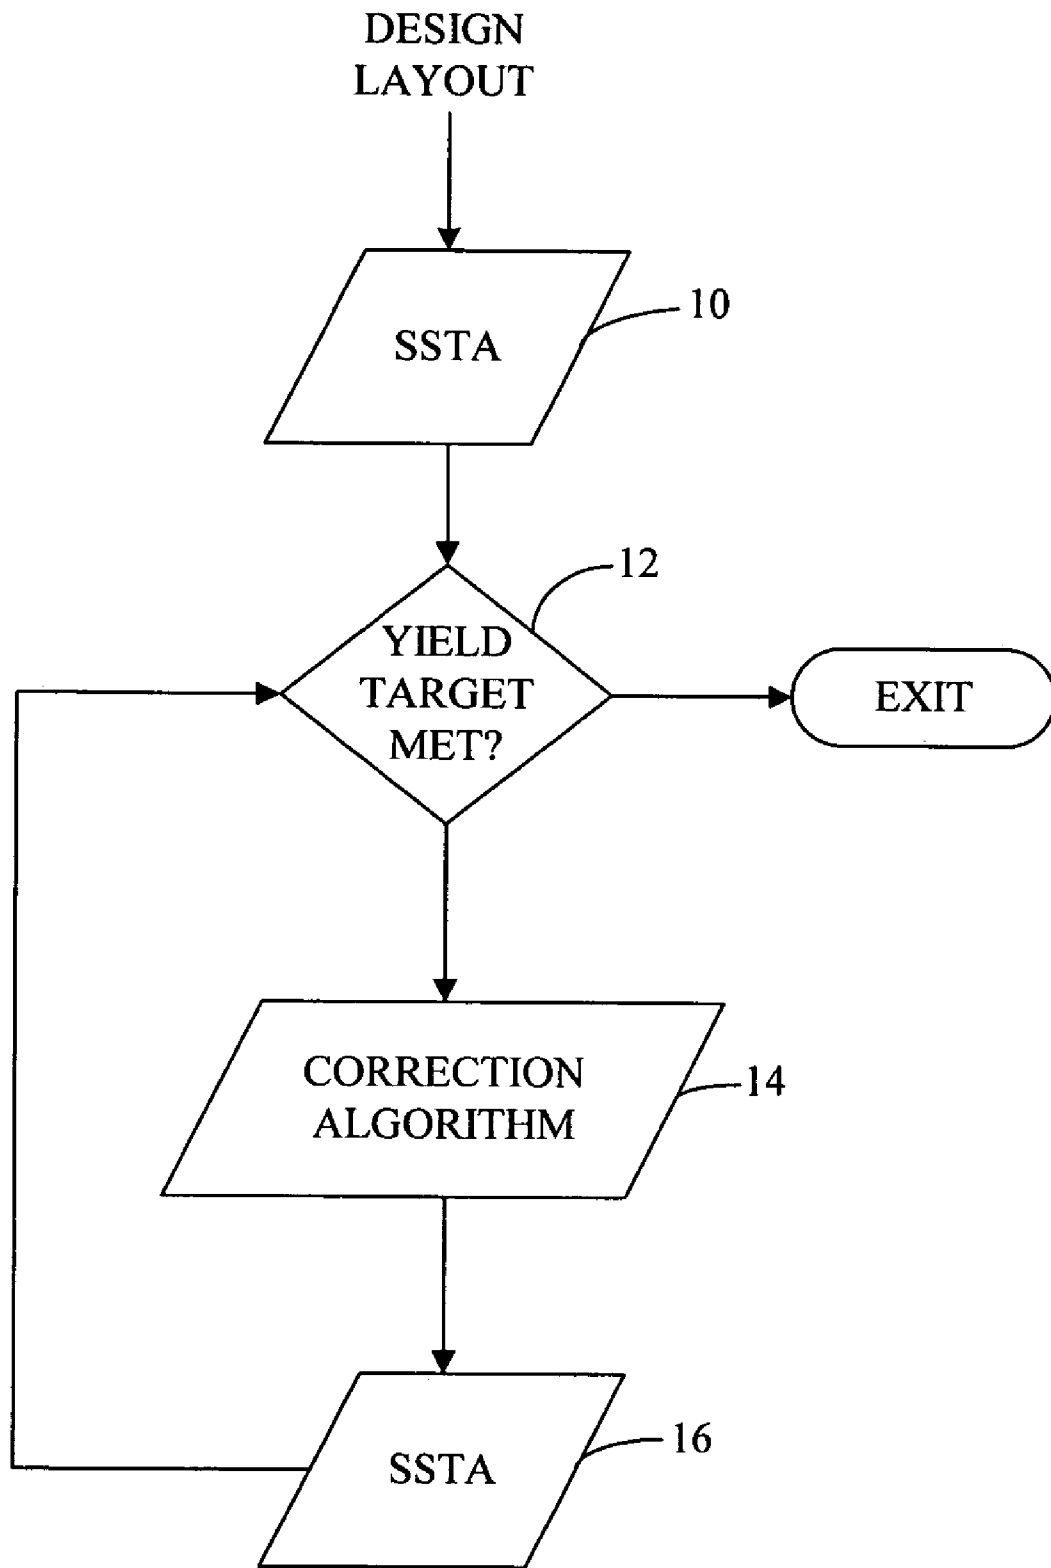 DESIGN
LAYOUT
SSTA
10
12
YIELD
TARGET
MET?
EXIT
CORRECTION
ALGORITHM
14
SSTA
16